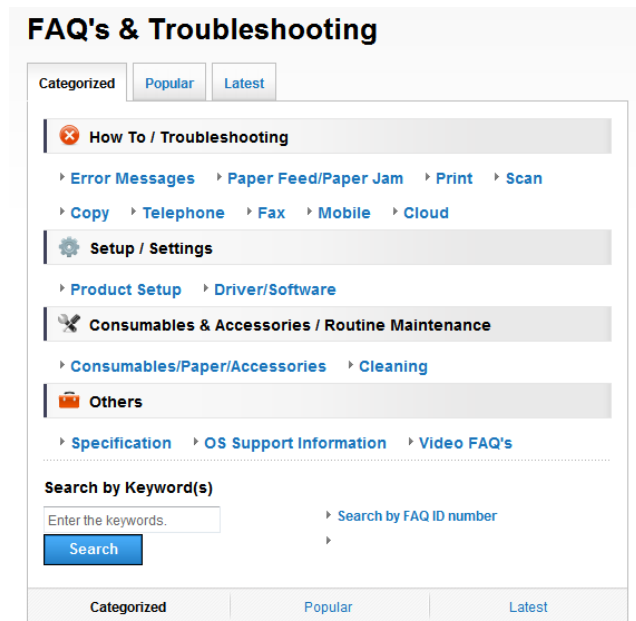 FAQ's & Troubleshooting
Categorized Popular Latest
How To / Troubleshooting
Error Messages Paper Feed/Paper Jam Print Scan
Copy Telephone Fax Mobile Cloud
Setup / Settings
Product Setup Driver/Software
Consumables & Accessories / Routine Maintenance
Consumables/Paper/Accessories Cleaning
Others
Specification OS Support Information Video FAQ's
Search by Keyword(s)
Enter the keywords. Search by FAQ ID number
Search
Categorized Popular Latest